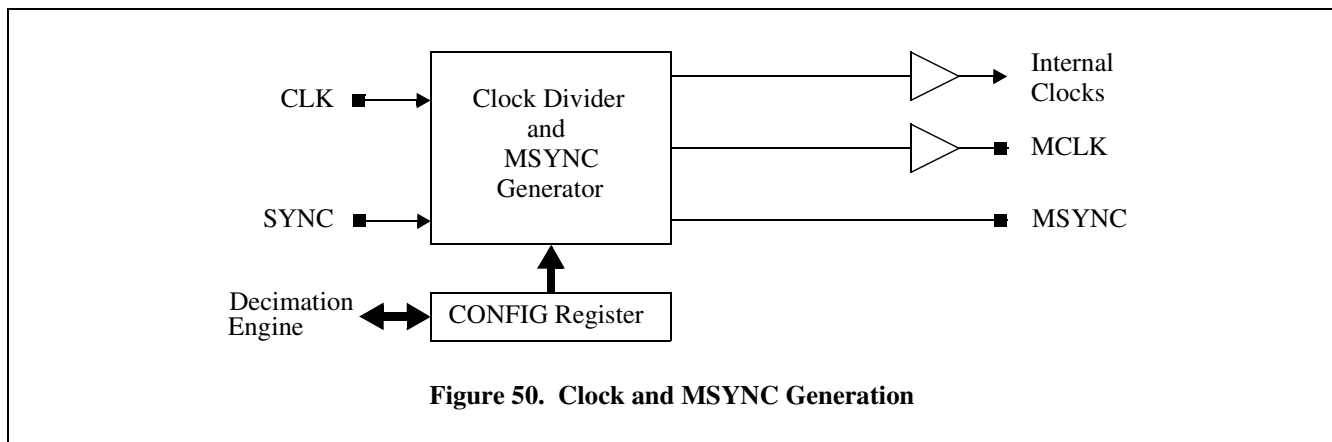 CLK
SYNC
Clock Divider
and
MSYNC
Generator
Internal
Clocks
MCLK
MSYNC
Decimation
Engine
CONFIG Register
Figure 50. Clock and MSYNC Generation